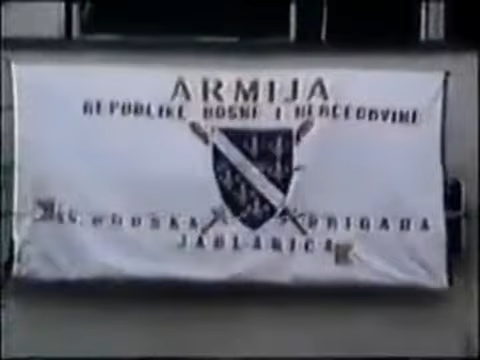 ARMIJA
REPUBLIKE BOSNE I HERCEGOVINE
BRDSKA BRIGADA
JABLANICA